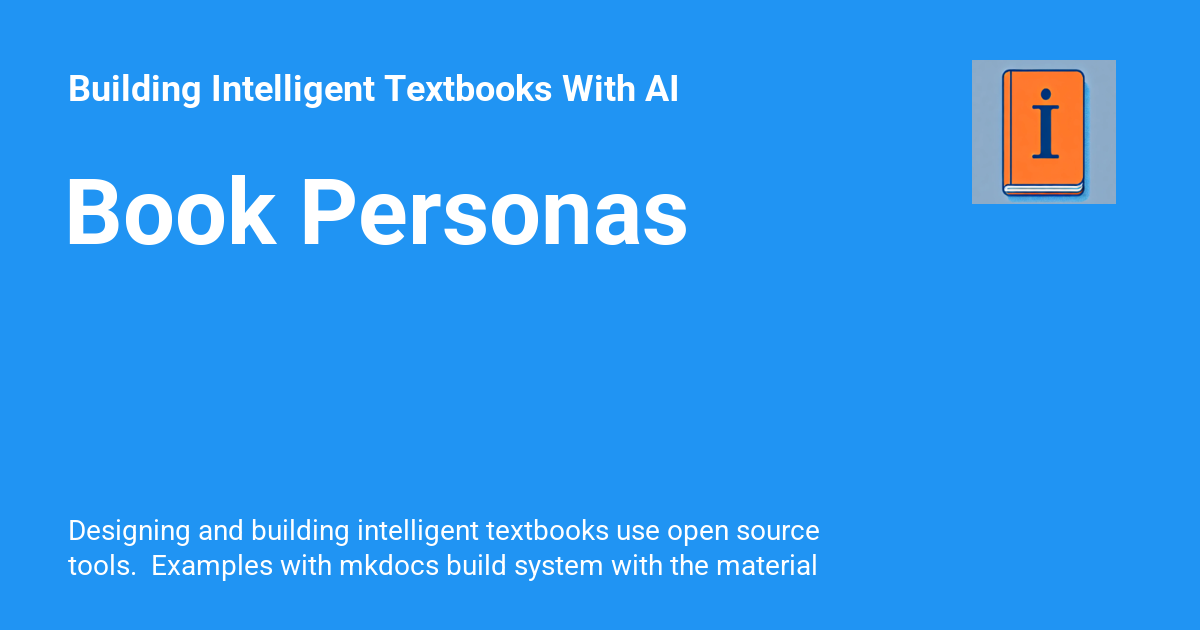 Building Intelligent Textbooks With AI
i
Book Personas
Designing and building intelligent textbooks use open source
tools.  Examples with mkdocs build system with the material